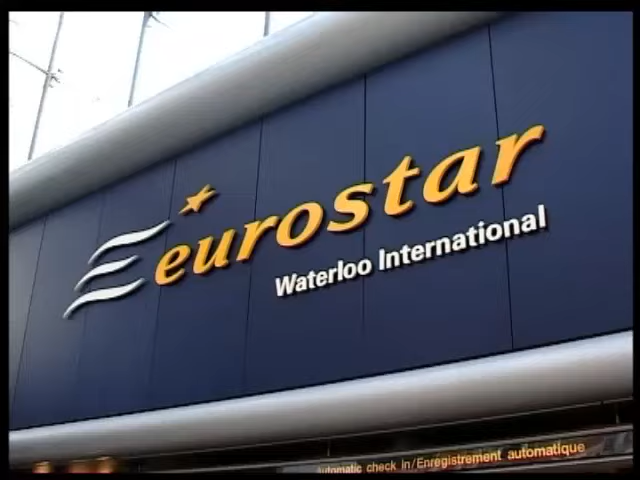 eurostar
Waterloo International
Automatic check in/Enregistrement automatique